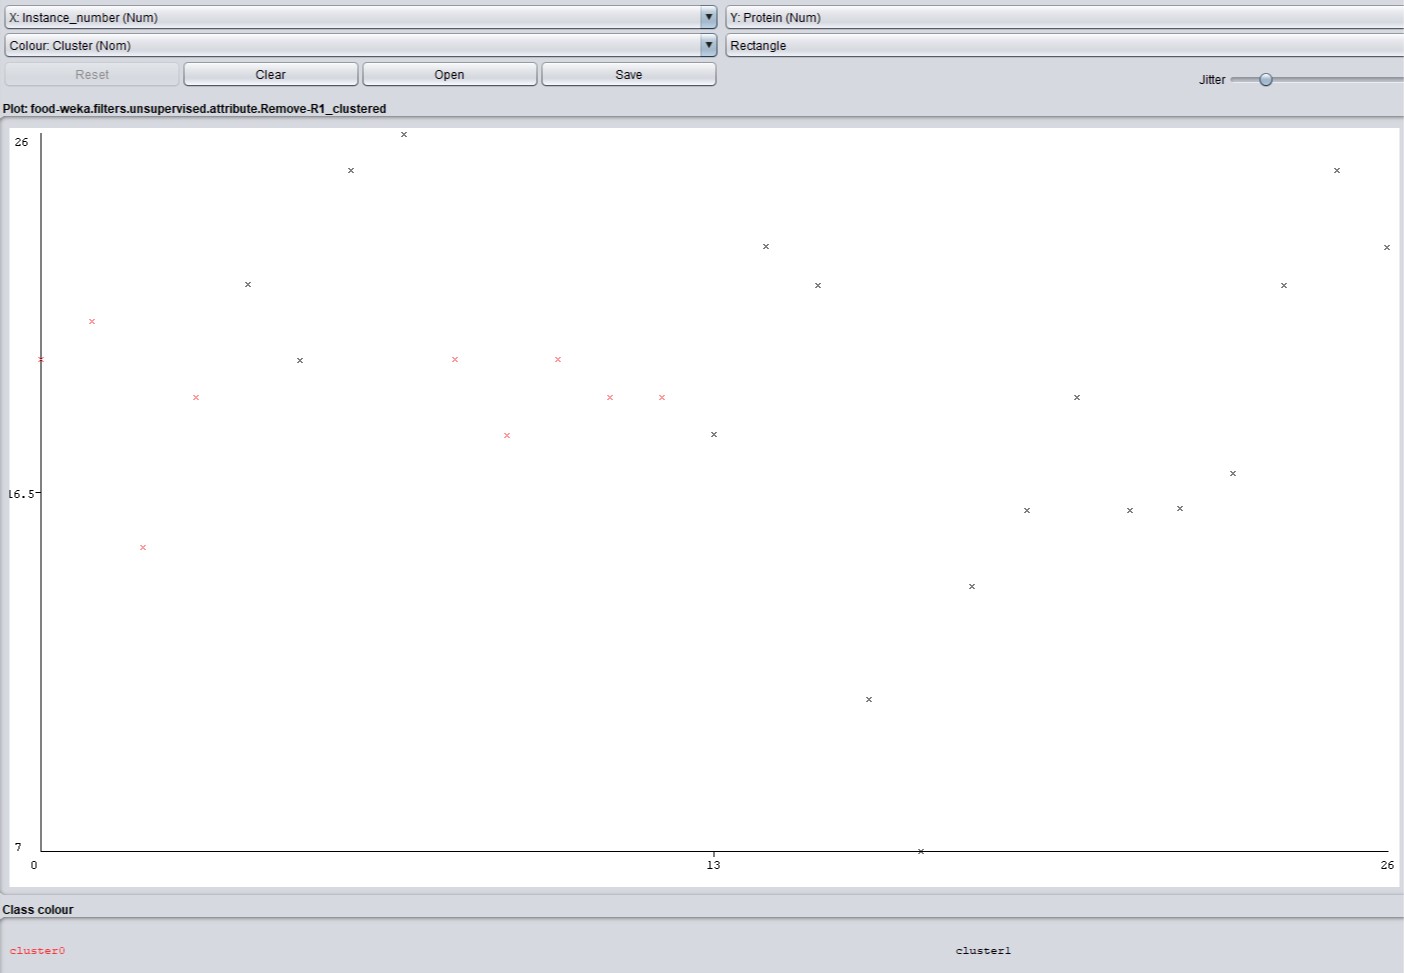 X: Instance_number (Num)
Y: Protein (Num)
Colour: Cluster (Nom)
Rectangle
Reset
Clear
Open
Save
Jitter
Plot: food-weka.filters.unsupervised.attribute.Remove-R1_clustered
26
16.5
7
0
13
26
Class colour
cluster0
cluster1